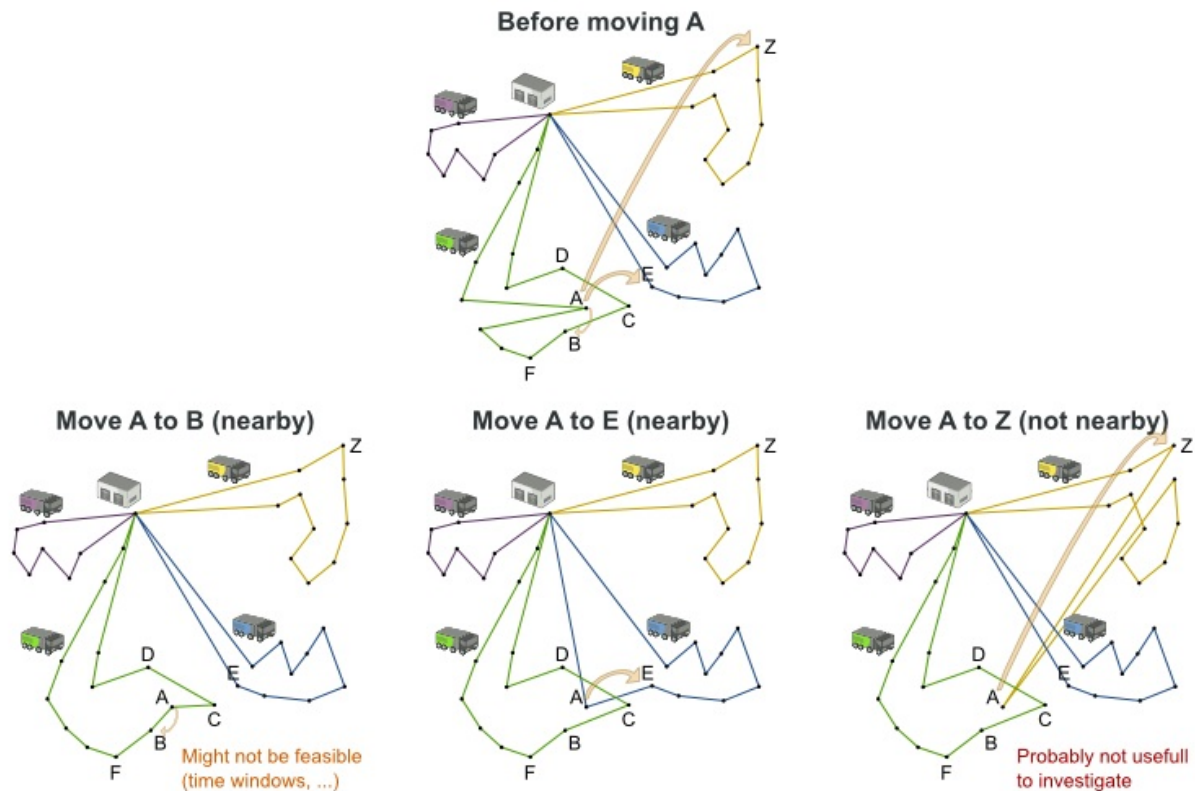 Before moving A
Z
D
E
A
C
B
F
Move A to B (nearby)
Move A to E (nearby)
Move A to Z (not nearby)
Z
Z
Z
D
E
A
C
B
F
Might not be feasible
(time windows, ...)
D
E
A
C
B
F
D
E
A
C
B
F
Probably not usefull
to investigate